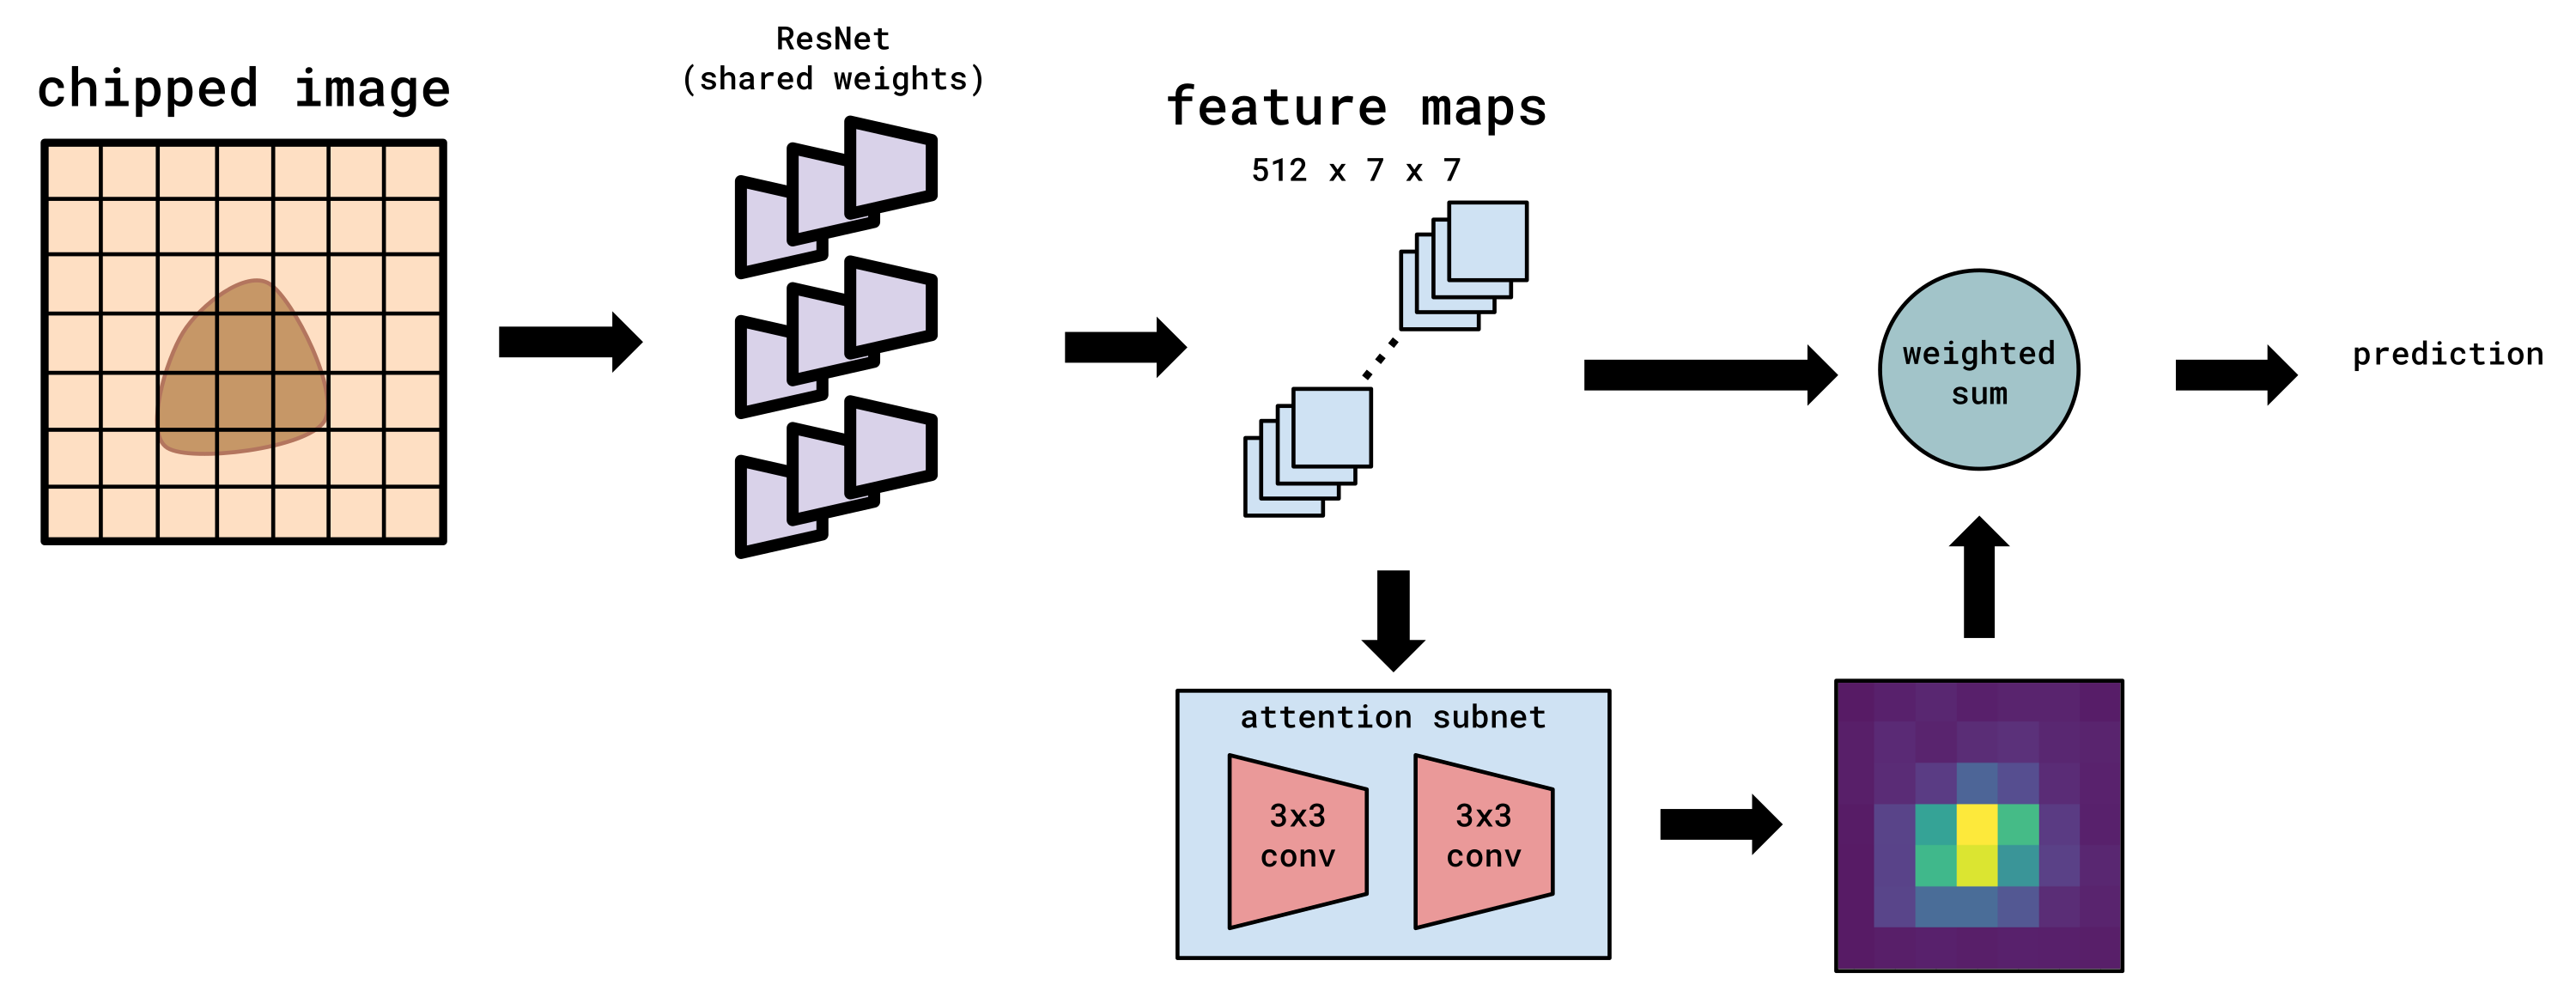 chipped image
ResNet
(shared weights)
feature maps
512 x 7 x 7
weighted
sum
prediction
attention subnet
3x3
conv
3x3
conv